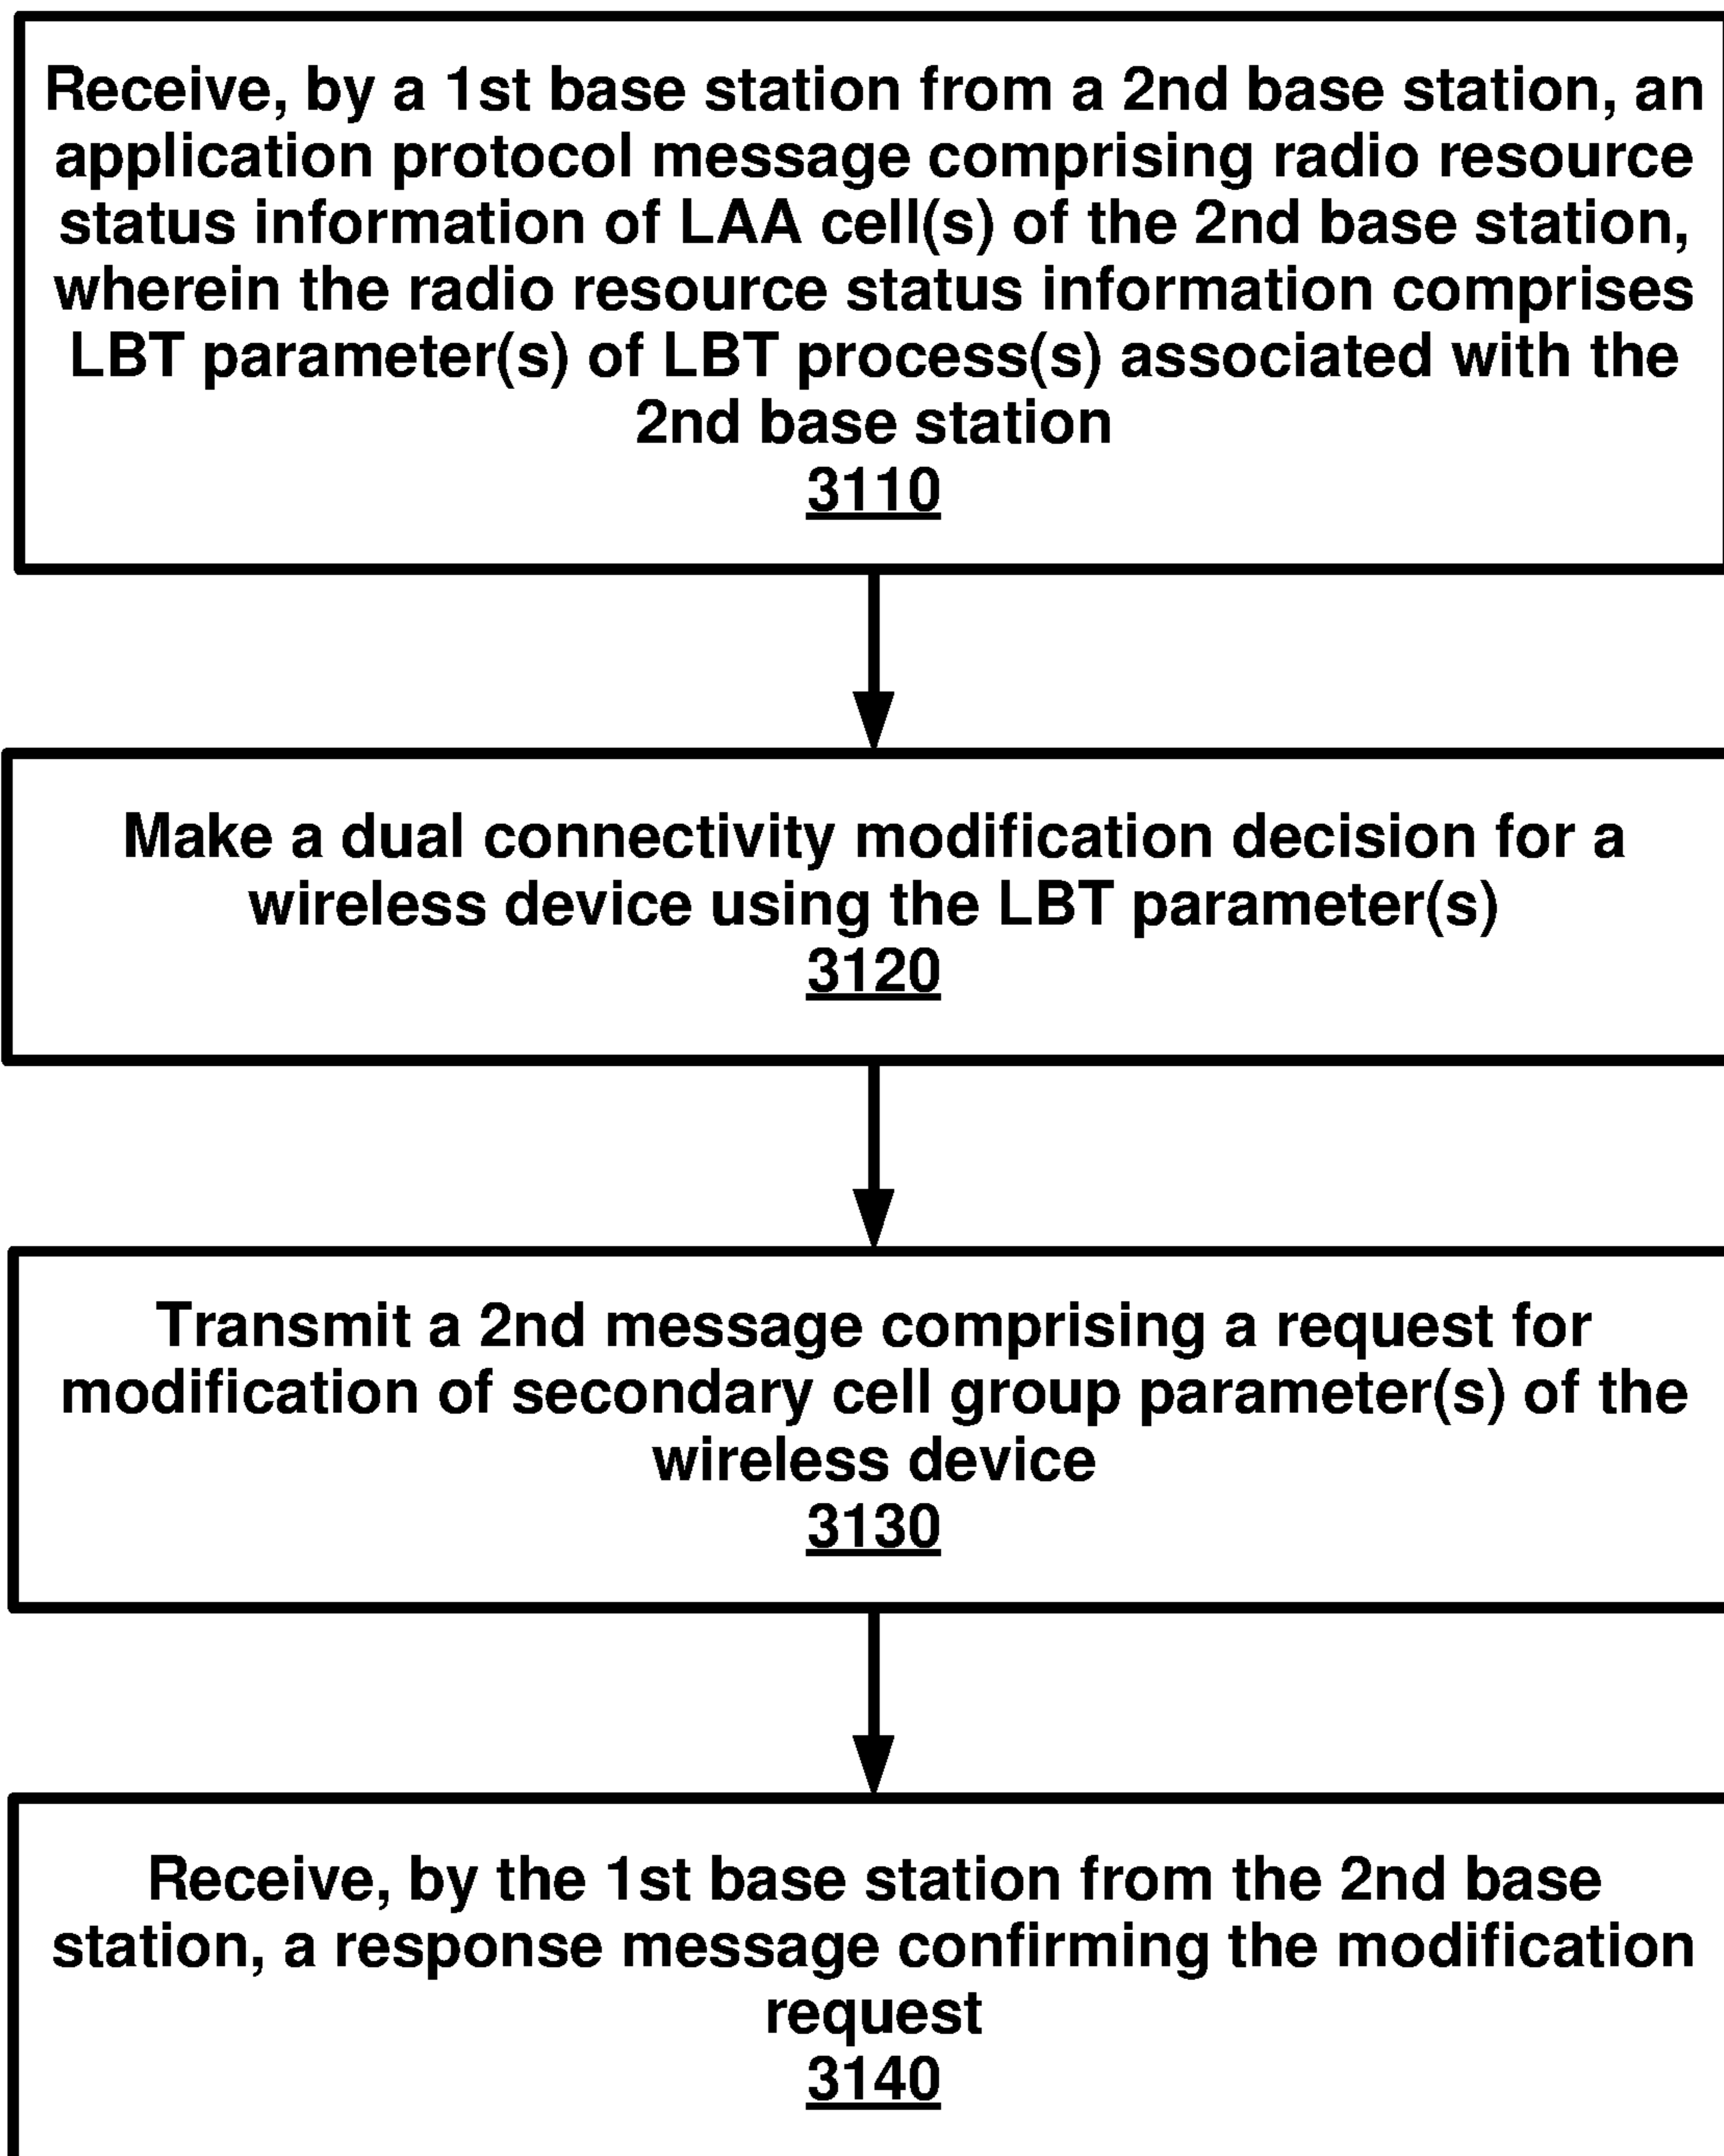 Receive, by a 1st base station from a 2nd base station, an
application protocol message comprising radio resource
status information of LAA cell(s) of the 2nd base station,
wherein the radio resource status information comprises
LBT parameter(s) of LBT process(s) associated with the
2nd base station
3110
Make a dual connectivity modification decision for a
wireless device using the LBT parameter(s)
3120
Transmit a 2nd message comprising a request for
modification of secondary cell group parameter(s) of the
wireless device
3130
Receive, by the 1st base station from the 2nd base
station, a response message confirming the modification
request
3140